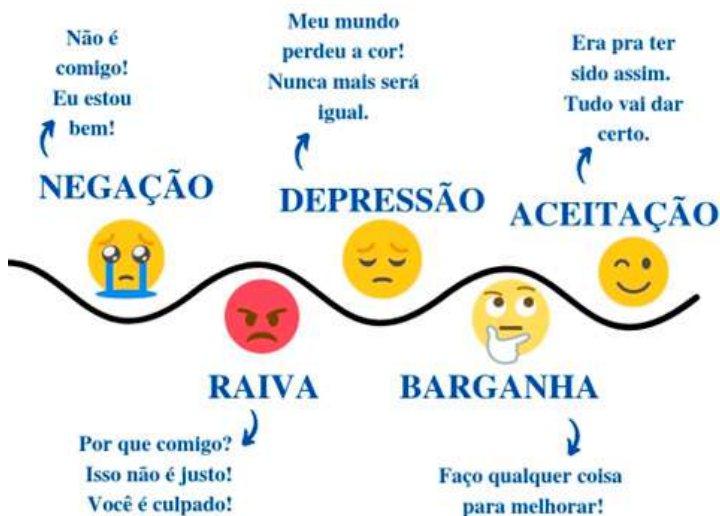 Não é
comigo!
Eu estou
bem!
NEGAÇÃO
Por que comigo?
Isso não é justo!
Você é culpado!
RAIVA
Meu mundo
perdeu a cor!
Nunca mais será
igual.
DEPRESSÃO
BARGANHA
Faço qualquer coisa
para melhorar!
Era pra ter
sido assim.
Tudo vai dar
certo.
ACEITAÇÃO